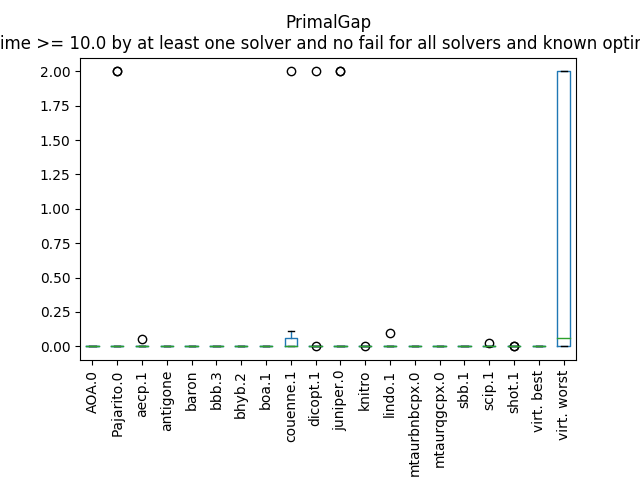 PrimalGap
ime >= 10.0 by at least one solver and no fail for all solvers and known optim
2.00
1.75
1.50
1.25
1.00
0.75
0.50
0.25
0.00
AOA.0
Pajarito.0
aecp.1
antigone
baron
bbb.3
bhyb.2
boa.1
couenne.1
dicopt.1
juniper.0
knitro
lindo.1
mtaurbnbcpx.0
mtaurqgcpx.0
sbb.1
scip.1
shot.1
virt. best
virt. worst